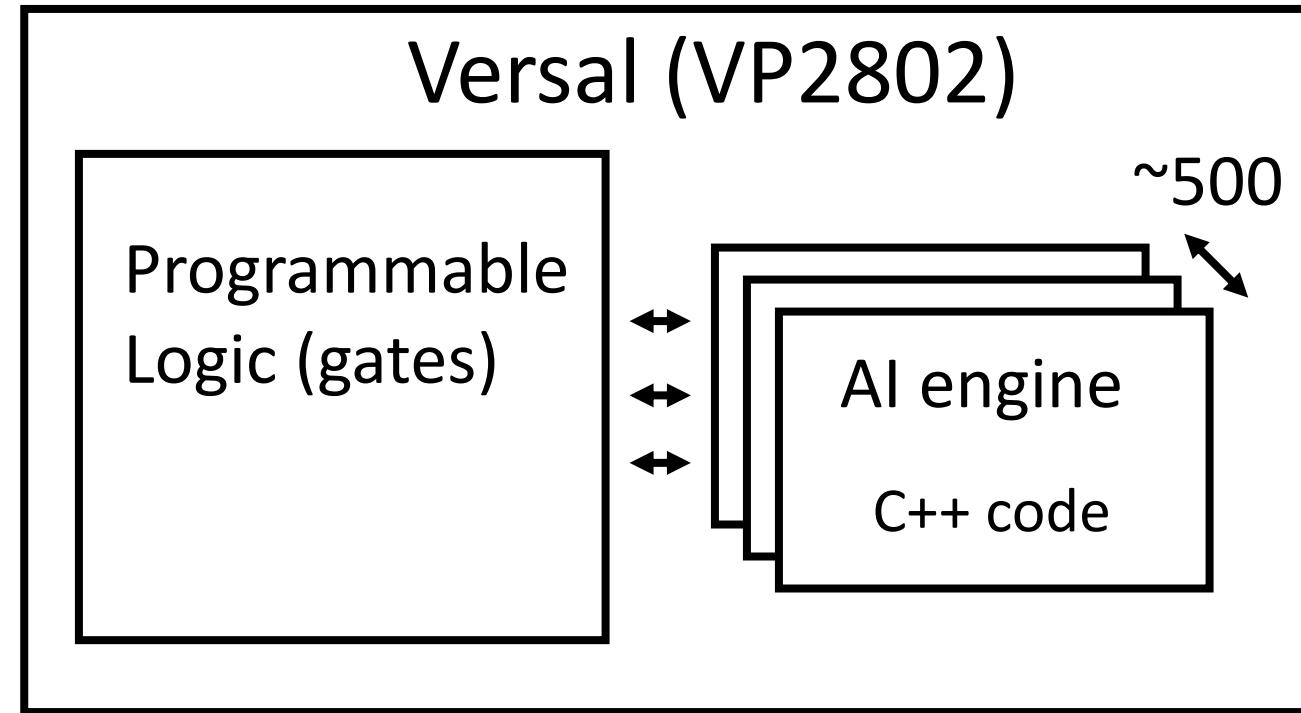 Versal (VP2802)
~500
Programmable
Logic (gates)
AI engine
C++ code